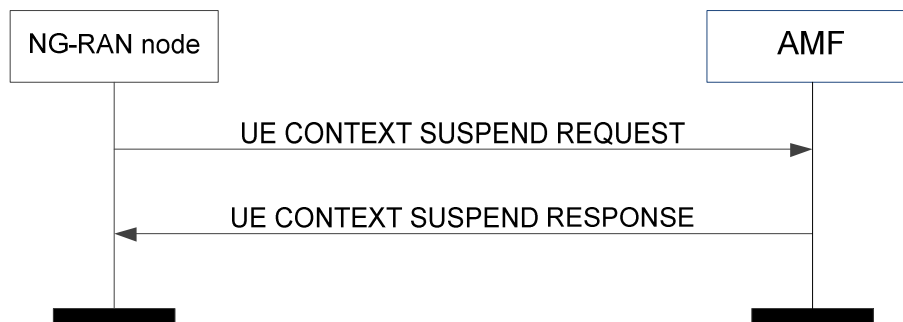 NG-RAN node
AMF
UE CONTEXT SUSPEND REQUEST
UE CONTEXT SUSPEND RESPONSE